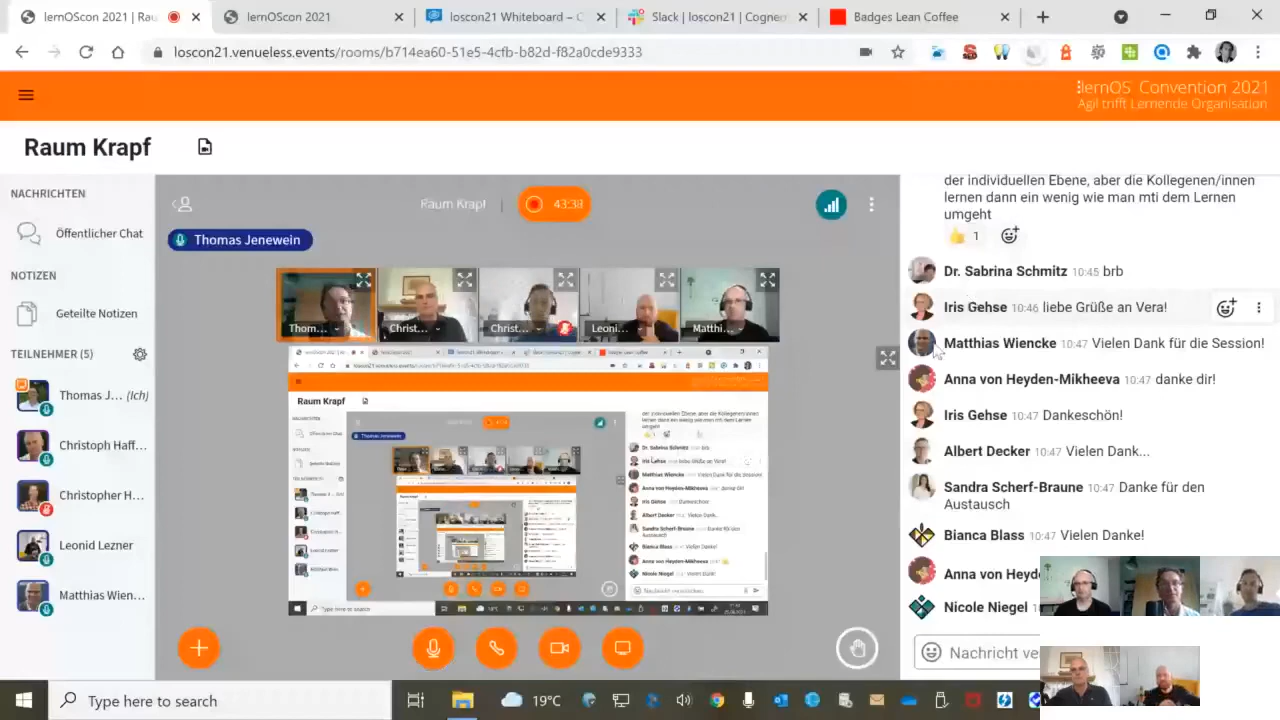 lernOScon 2021 | Rau
lernOScon 2021
loscon21 Whiteboard – C
Slack | loscon21 | Cogne
Badges Lean Coffee
loscon21.venueless.events/rooms/b714ea60-51e5-4cfb-b82d-f82a0cde9333
lernOS Convention 2021
Agil trifft Lernende Organisation
Raum Krapf
NACHRICHTEN
Öffentlicher Chat
NOTIZEN
Geteilte Notizen
TEILNEHMER (5)
Thomas J... (Ich)
Christoph Haff...
Christopher H...
Leonid Lezner
Matthias Wien...
Raum Krapf
43:38
Thomas Jenewein
Thom...
Christ...
Christ...
Leoni...
Matthi...
Raum Krapf
Thomas Jenewein
der individuellen Ebene, aber die Kollegenen/innen
lernen dann ein wenig wie man mti dem Lernen
umgeht
1
Dr. Sabrina Schmitz 10:45 brb
Iris Gehse 10:46 liebe Grüße an Vera!
Matthias Wiencke 10:47 Vielen Dank für die Session!
Anna von Heyden-Mikheeva 10:47 danke dir!
Iris Gehse 10:47 Dankeschön!
Albert Decker 10:47 Vielen Dank...
Sandra Scherf-Braune 10:47 Danke für den
Austausch
Bianca Blass 10:47 Vielen Danke!
Anna von Heyd
Nicole Niegel
Nachricht ve
Type here to search
19°C